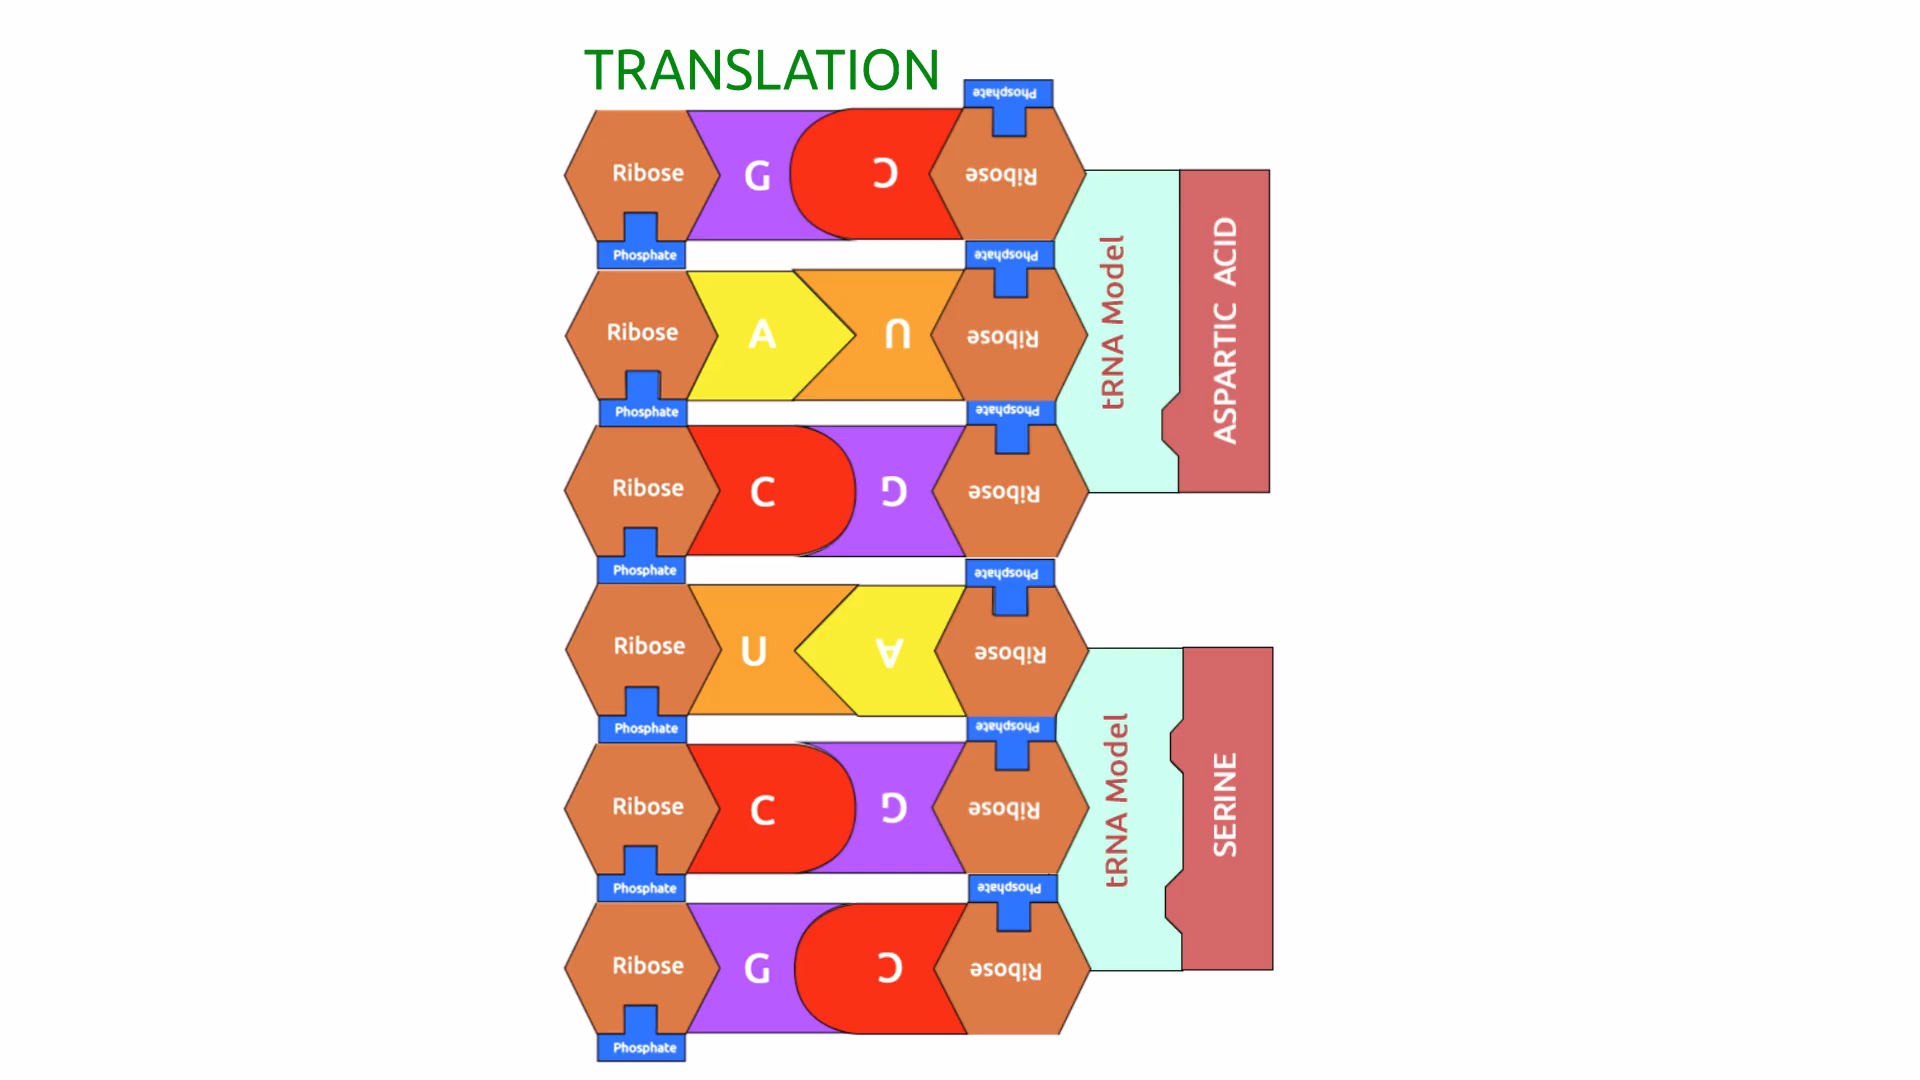 TRANSLATION
Phosphate
Ribose G C Ribose
Phosphate Phosphate
Ribose A U Ribose
Phosphate Phosphate
Ribose C G Ribose
tRNA Model
ASPARTIC ACID
Phosphate Phosphate
Ribose U A Ribose
Phosphate Phosphate
Ribose C G Ribose
Phosphate Phosphate
Ribose G C Ribose
tRNA Model
SERINE
Phosphate